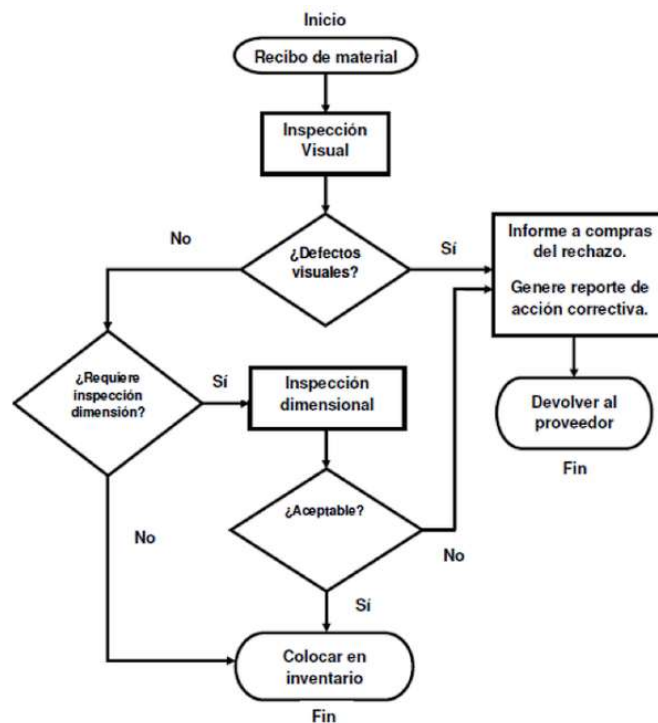 Inicio
Recibo de material
Inspección
Visual
No
¿Defectos
visuales?
Sí
Informe a compras
del rechazo.
Genere reporte de
acción correctiva.
¿Requiere
inspección
dimensión?
Sí
Inspección
dimensional
Devolver al
proveedor
Fin
¿Aceptable?
No
No
Sí
Colocar en
inventario
Fin